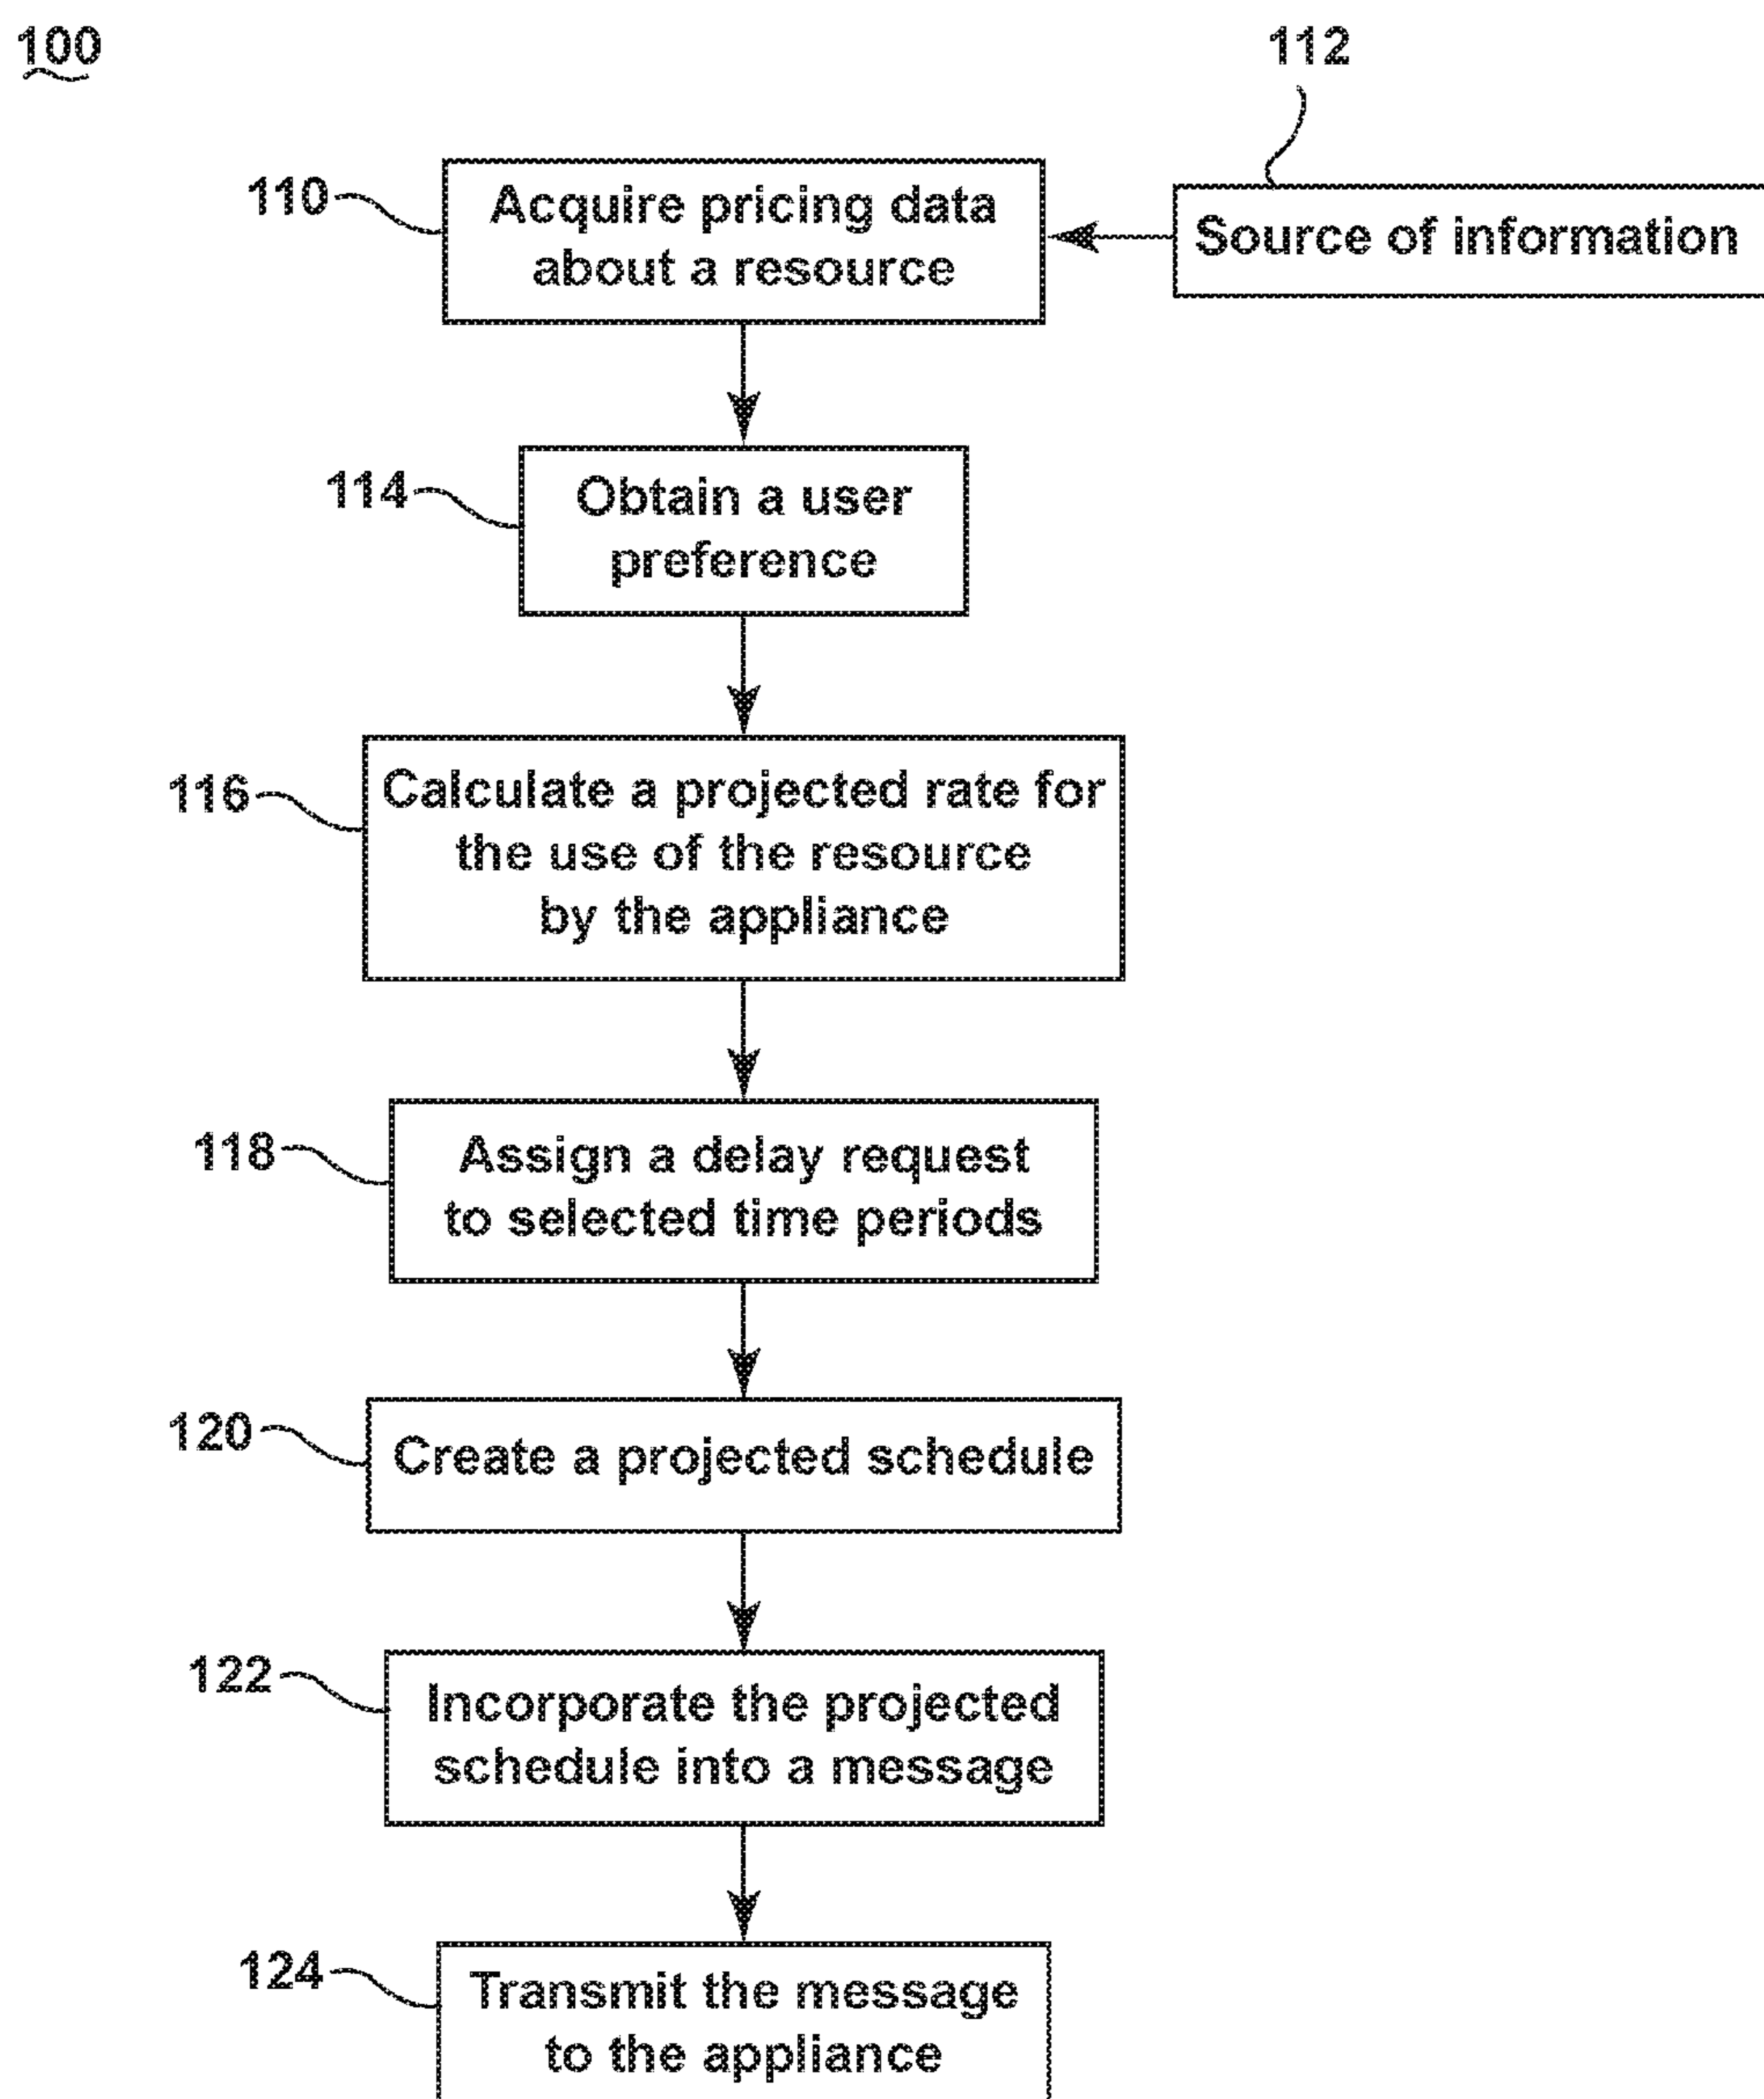 100
112
110
Acquire pricing data
about a resource
Source of information
114
Obtain a user
preference
116
Calculate a projected rate for
the use of the resource
by the appliance
118
Assign a delay request
to selected time periods
120
Create a projected schedule
122
Incorporate the projected
schedule into a message
124
Transmit the message
to the appliance